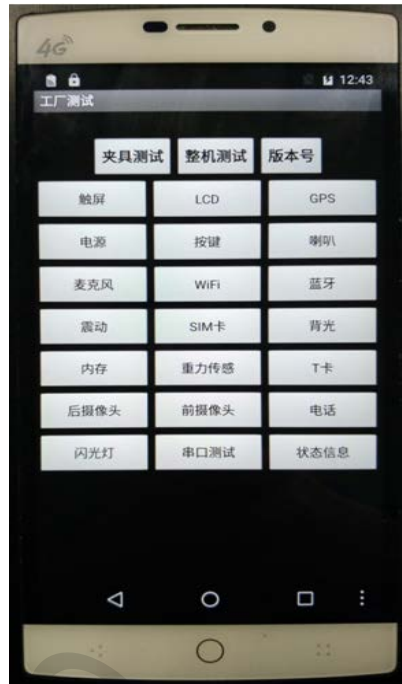 4G
12:43
工厂测试
夹具测试 整机测试 版本号
触屏 LCD GPS
电源 按键 喇叭
麦克风 WiFi 蓝牙
震动 SIM卡 背光
内存 重力传感 T卡
后摄像头 前摄像头 电话
闪光灯 串口测试 状态信息